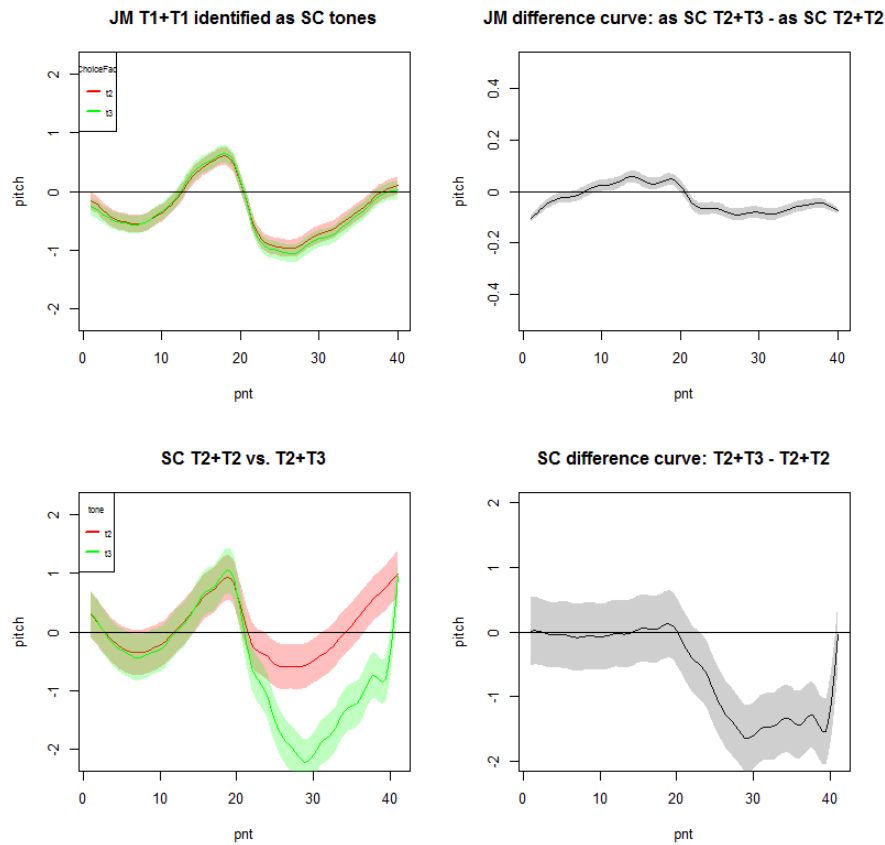 JM T1+T1 identified as SC tones
2
1
0
-1
-2
pitch
ChoiceFac
t2
t3
0 10 20 30 40
pnt
JM difference curve: as SC T2+T3 - as SC T2+T2
0.4
0.2
0
-0.2
-0.4
pitch
0 10 20 30 40
pnt
SC T2+T2 vs. T2+T3
2
1
0
-1
-2
pitch
tone
t2
t3
0 10 20 30 40
pnt
SC difference curve: T2+T3 - T2+T2
2
1
0
-1
-2
pitch
0 10 20 30 40
pnt